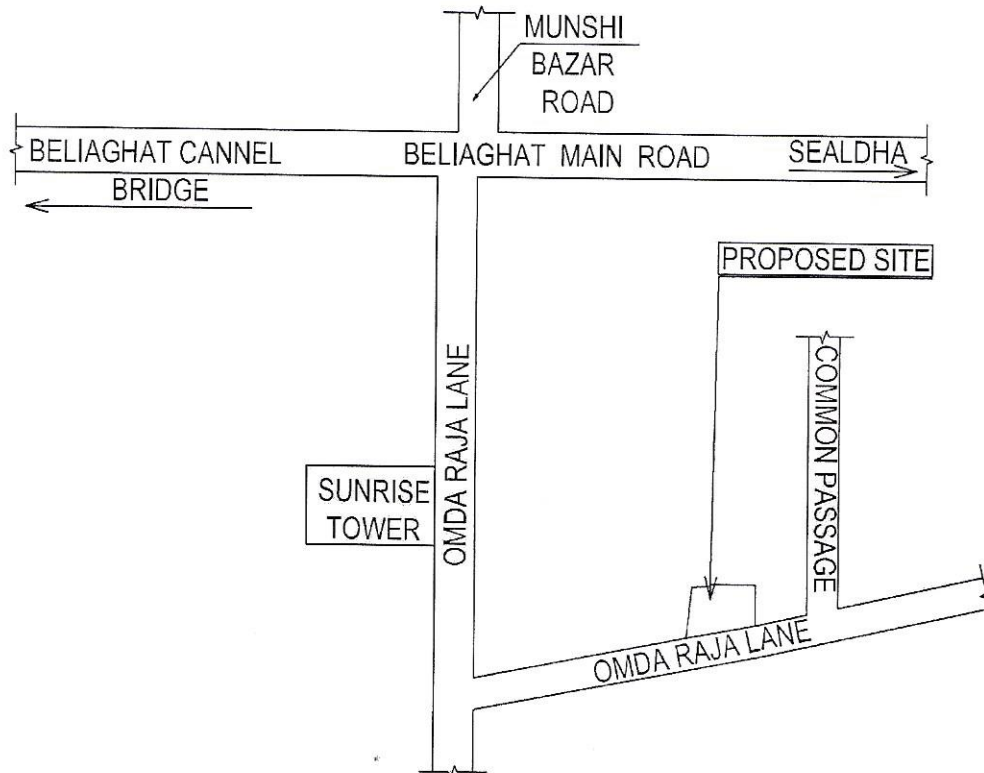 MUNSHI
BAZAR
ROAD
BELIAGHAT CANNEL
BRIDGE
BELIAGHAT MAIN ROAD
SEALDHA
PROPOSED SITE
OMDA RAJA LANE
COMMON PASSAGE
SUNRISE
TOWER
OMDA RAJA LANE